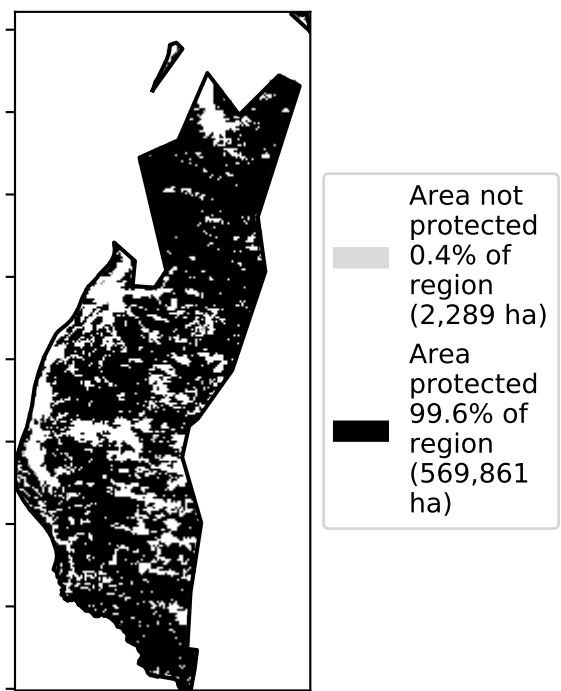 Area not
protected
0.4% of
region
(2,289 ha)
Area
protected
99.6% of
region
(569,861
ha)